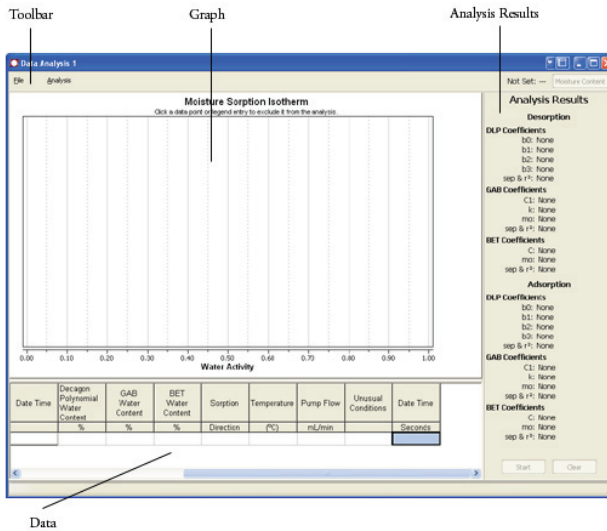 Toolbar
Graph
Analysis Results
Data Analysis 1
File Analysis
Not Set: --- Moisture Content
Moisture Sorption Isotherm
Click a data point or legend entry to exclude it from the analysis.
0.00 0.10 0.20 0.30 0.40 0.50 0.60 0.70 0.80 0.90 1.00
Water Activity
Analysis Results
Desorption
DLP Coefficients
b0: None
b1: None
b2: None
b3: None
sep & r²: None
GAB Coefficients
C1: None
k: None
mo: None
sep & r²: None
BET Coefficients
C: None
mo: None
sep & r²: None
Adsorption
DLP Coefficients
b0: None
b1: None
b2: None
b3: None
sep & r²: None
GAB Coefficients
C1: None
k: None
mo: None
sep & r²: None
BET Coefficients
C: None
mo: None
sep & r²: None
Start Clear
Date Time
Decagon
Polynomial
Water
Content
GAB
Water
Content
BET
Water
Content
Sorption
Temperature
Pump Flow
Unusual
Conditions
Date Time
% % % Direction (ºC) mL/min Seconds
Data